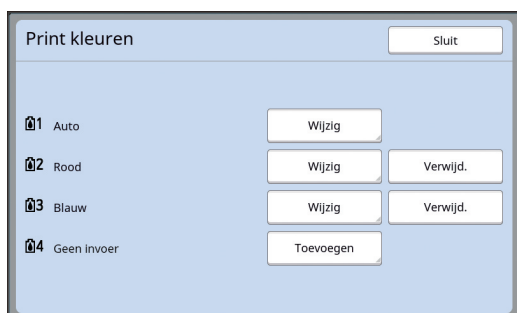 Print kleuren Sluit
1 Auto Wijzig
2 Rood Wijzig Verwijd.
3 Blauw Wijzig Verwijd.
4 Geen invoer Toevoegen